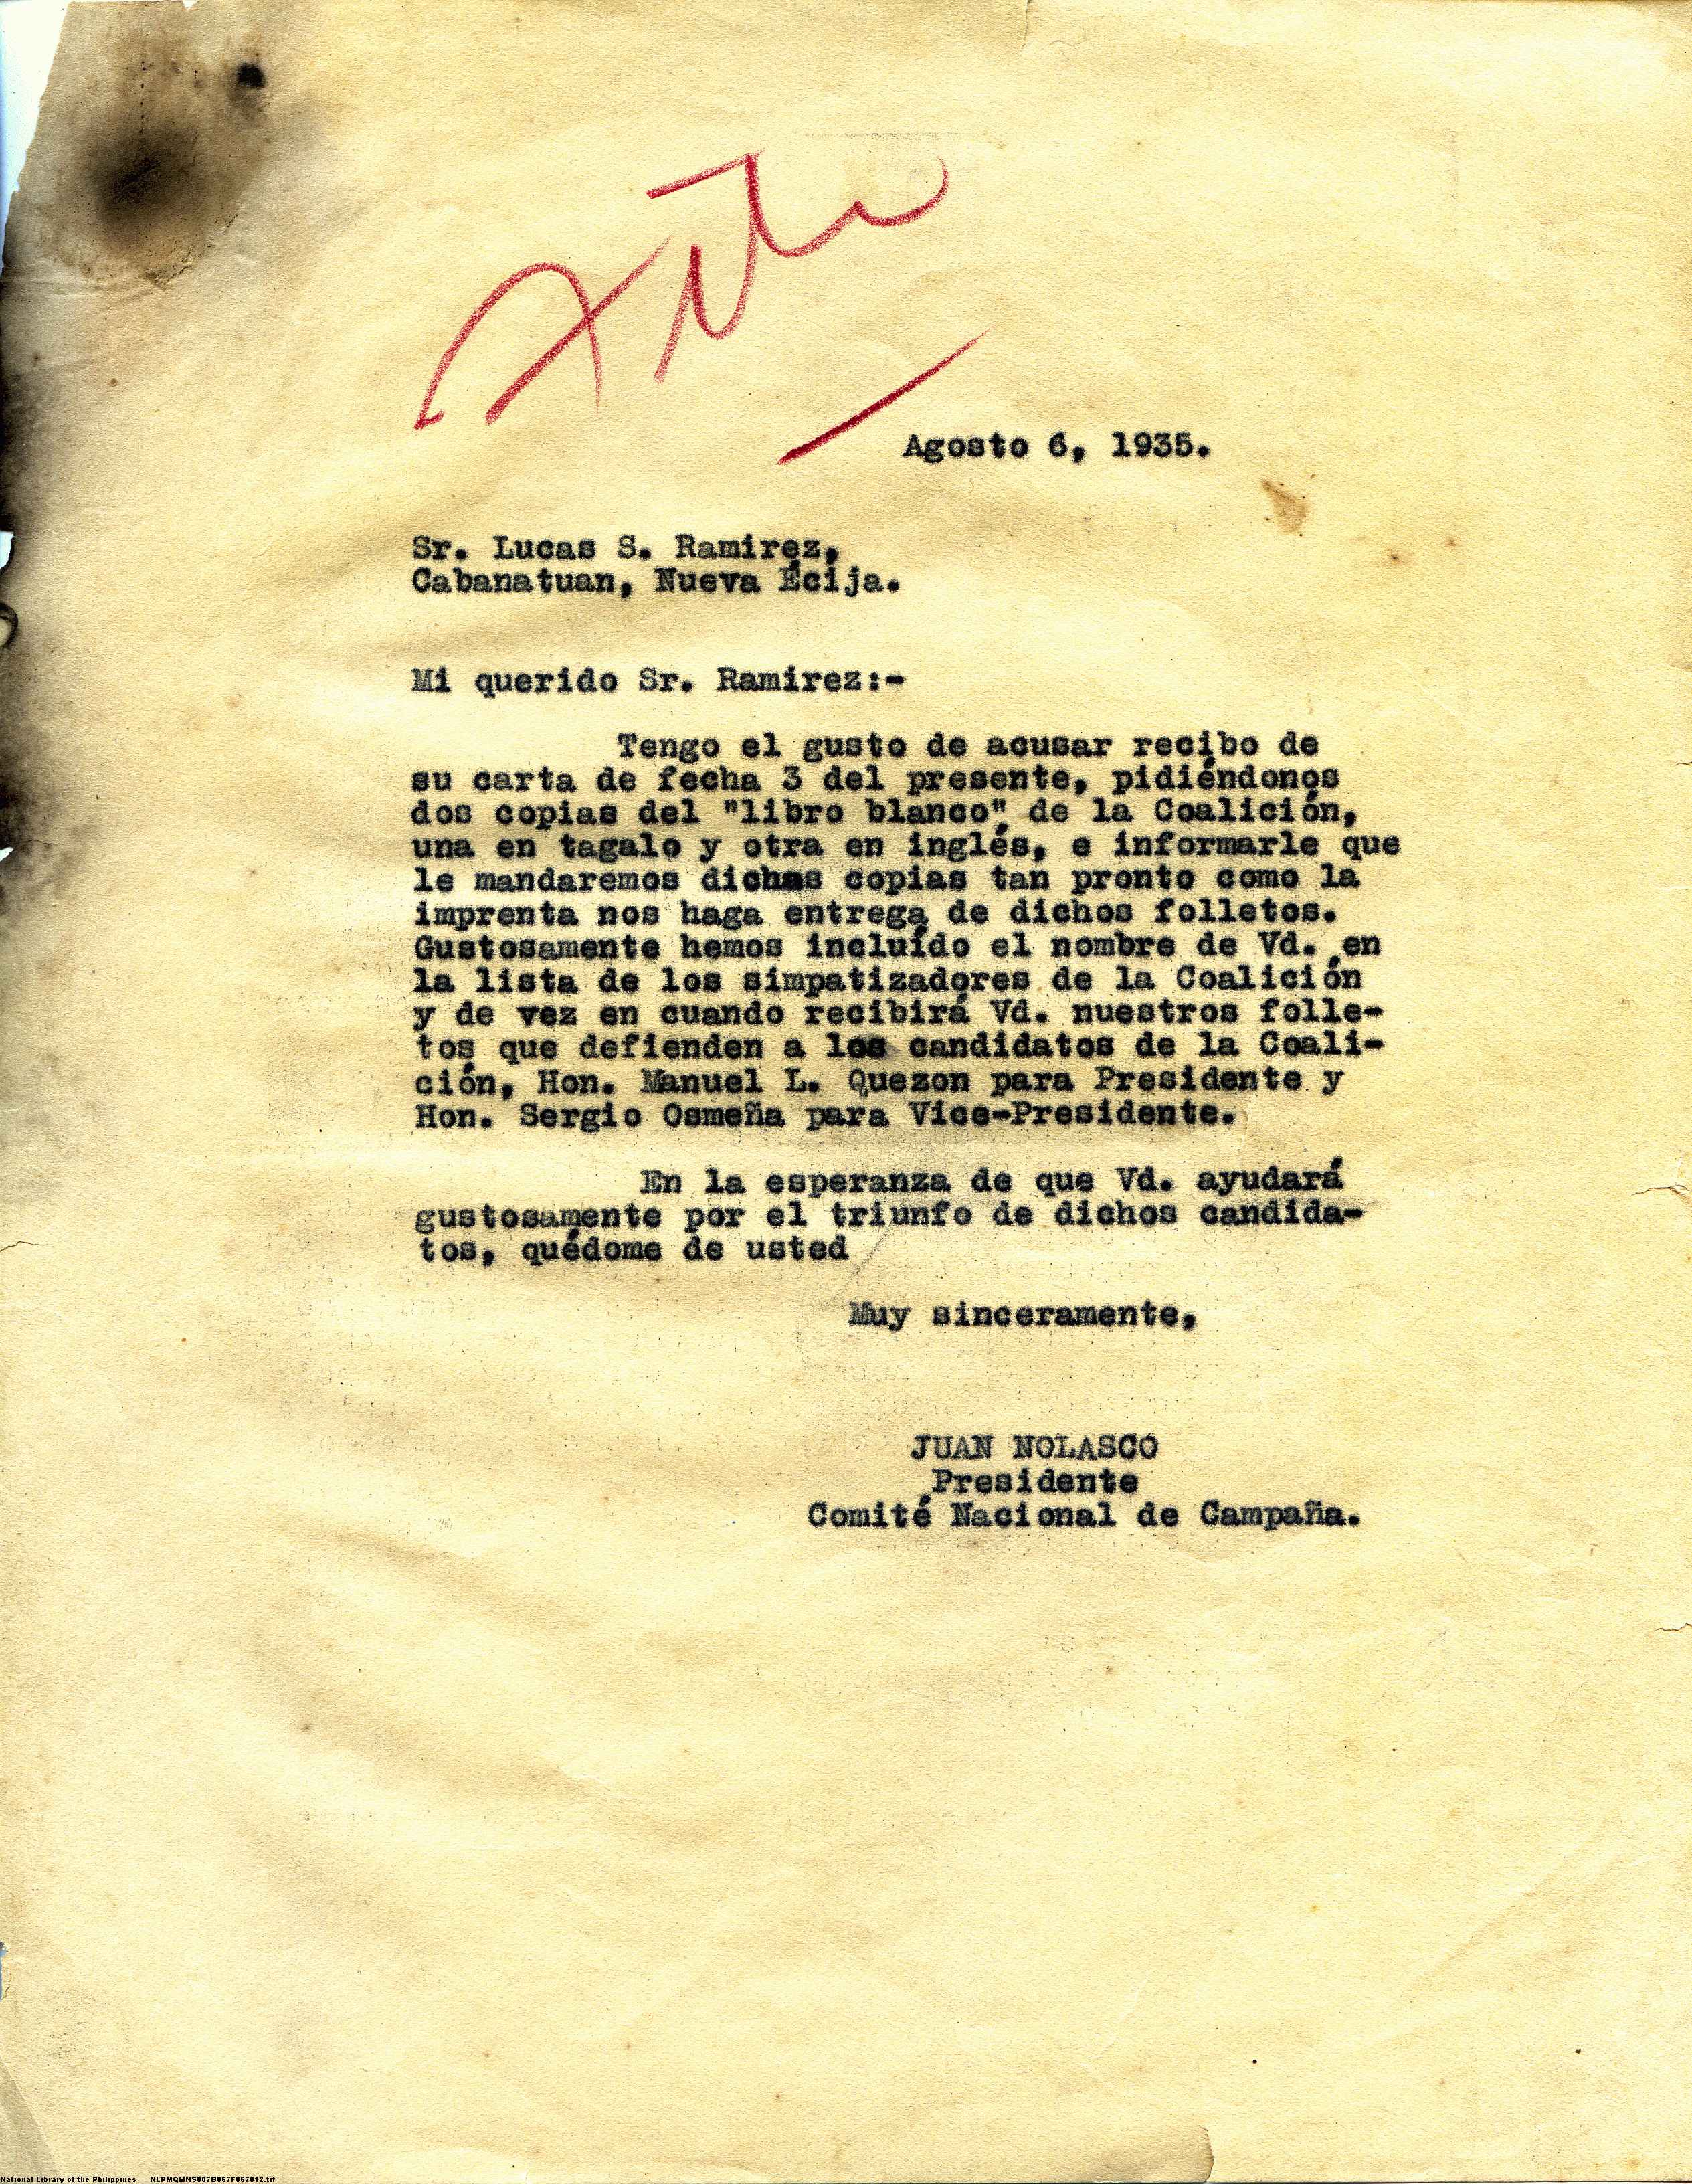 File
Agosto 6, 1935.
Sr. Lucas S. Ramirez,
Cabanatuan, Nueva Écija.
Mi querido Sr. Ramirez:-
Tengo el gusto de acusar recibo de
su carta de fecha 3 del presente, pidiéndonos
dos copias del "libro blanco" de la Coalición,
una en tagalo y otra en inglés, e informarle que
le mandaremos dichas copias tan pronto como la
imprenta nos haga entrega de dichos folletos.
Gustosamente hemos incluído el nombre de Vd. en
la lista de los simpatizadores de la Coalición
y de vez en cuando recibirá Vd. nuestros folle-
tos que defienden a los candidatos de la Coali-
ción, Hon. Manuel L. Quezon para Presidente y
Hon. Sergio Osmeña para Vice-Presidente.
En la esperanza de que Vd. ayudará
gustosamente por el triunfo de dichos candida-
tos, quédome de usted
Muy sinceramente,
JUAN NOLASCO
Presidente
Comité Nacional de Campaña.
National Library of the Philippines NLPMQMNS007B067F067012.tif